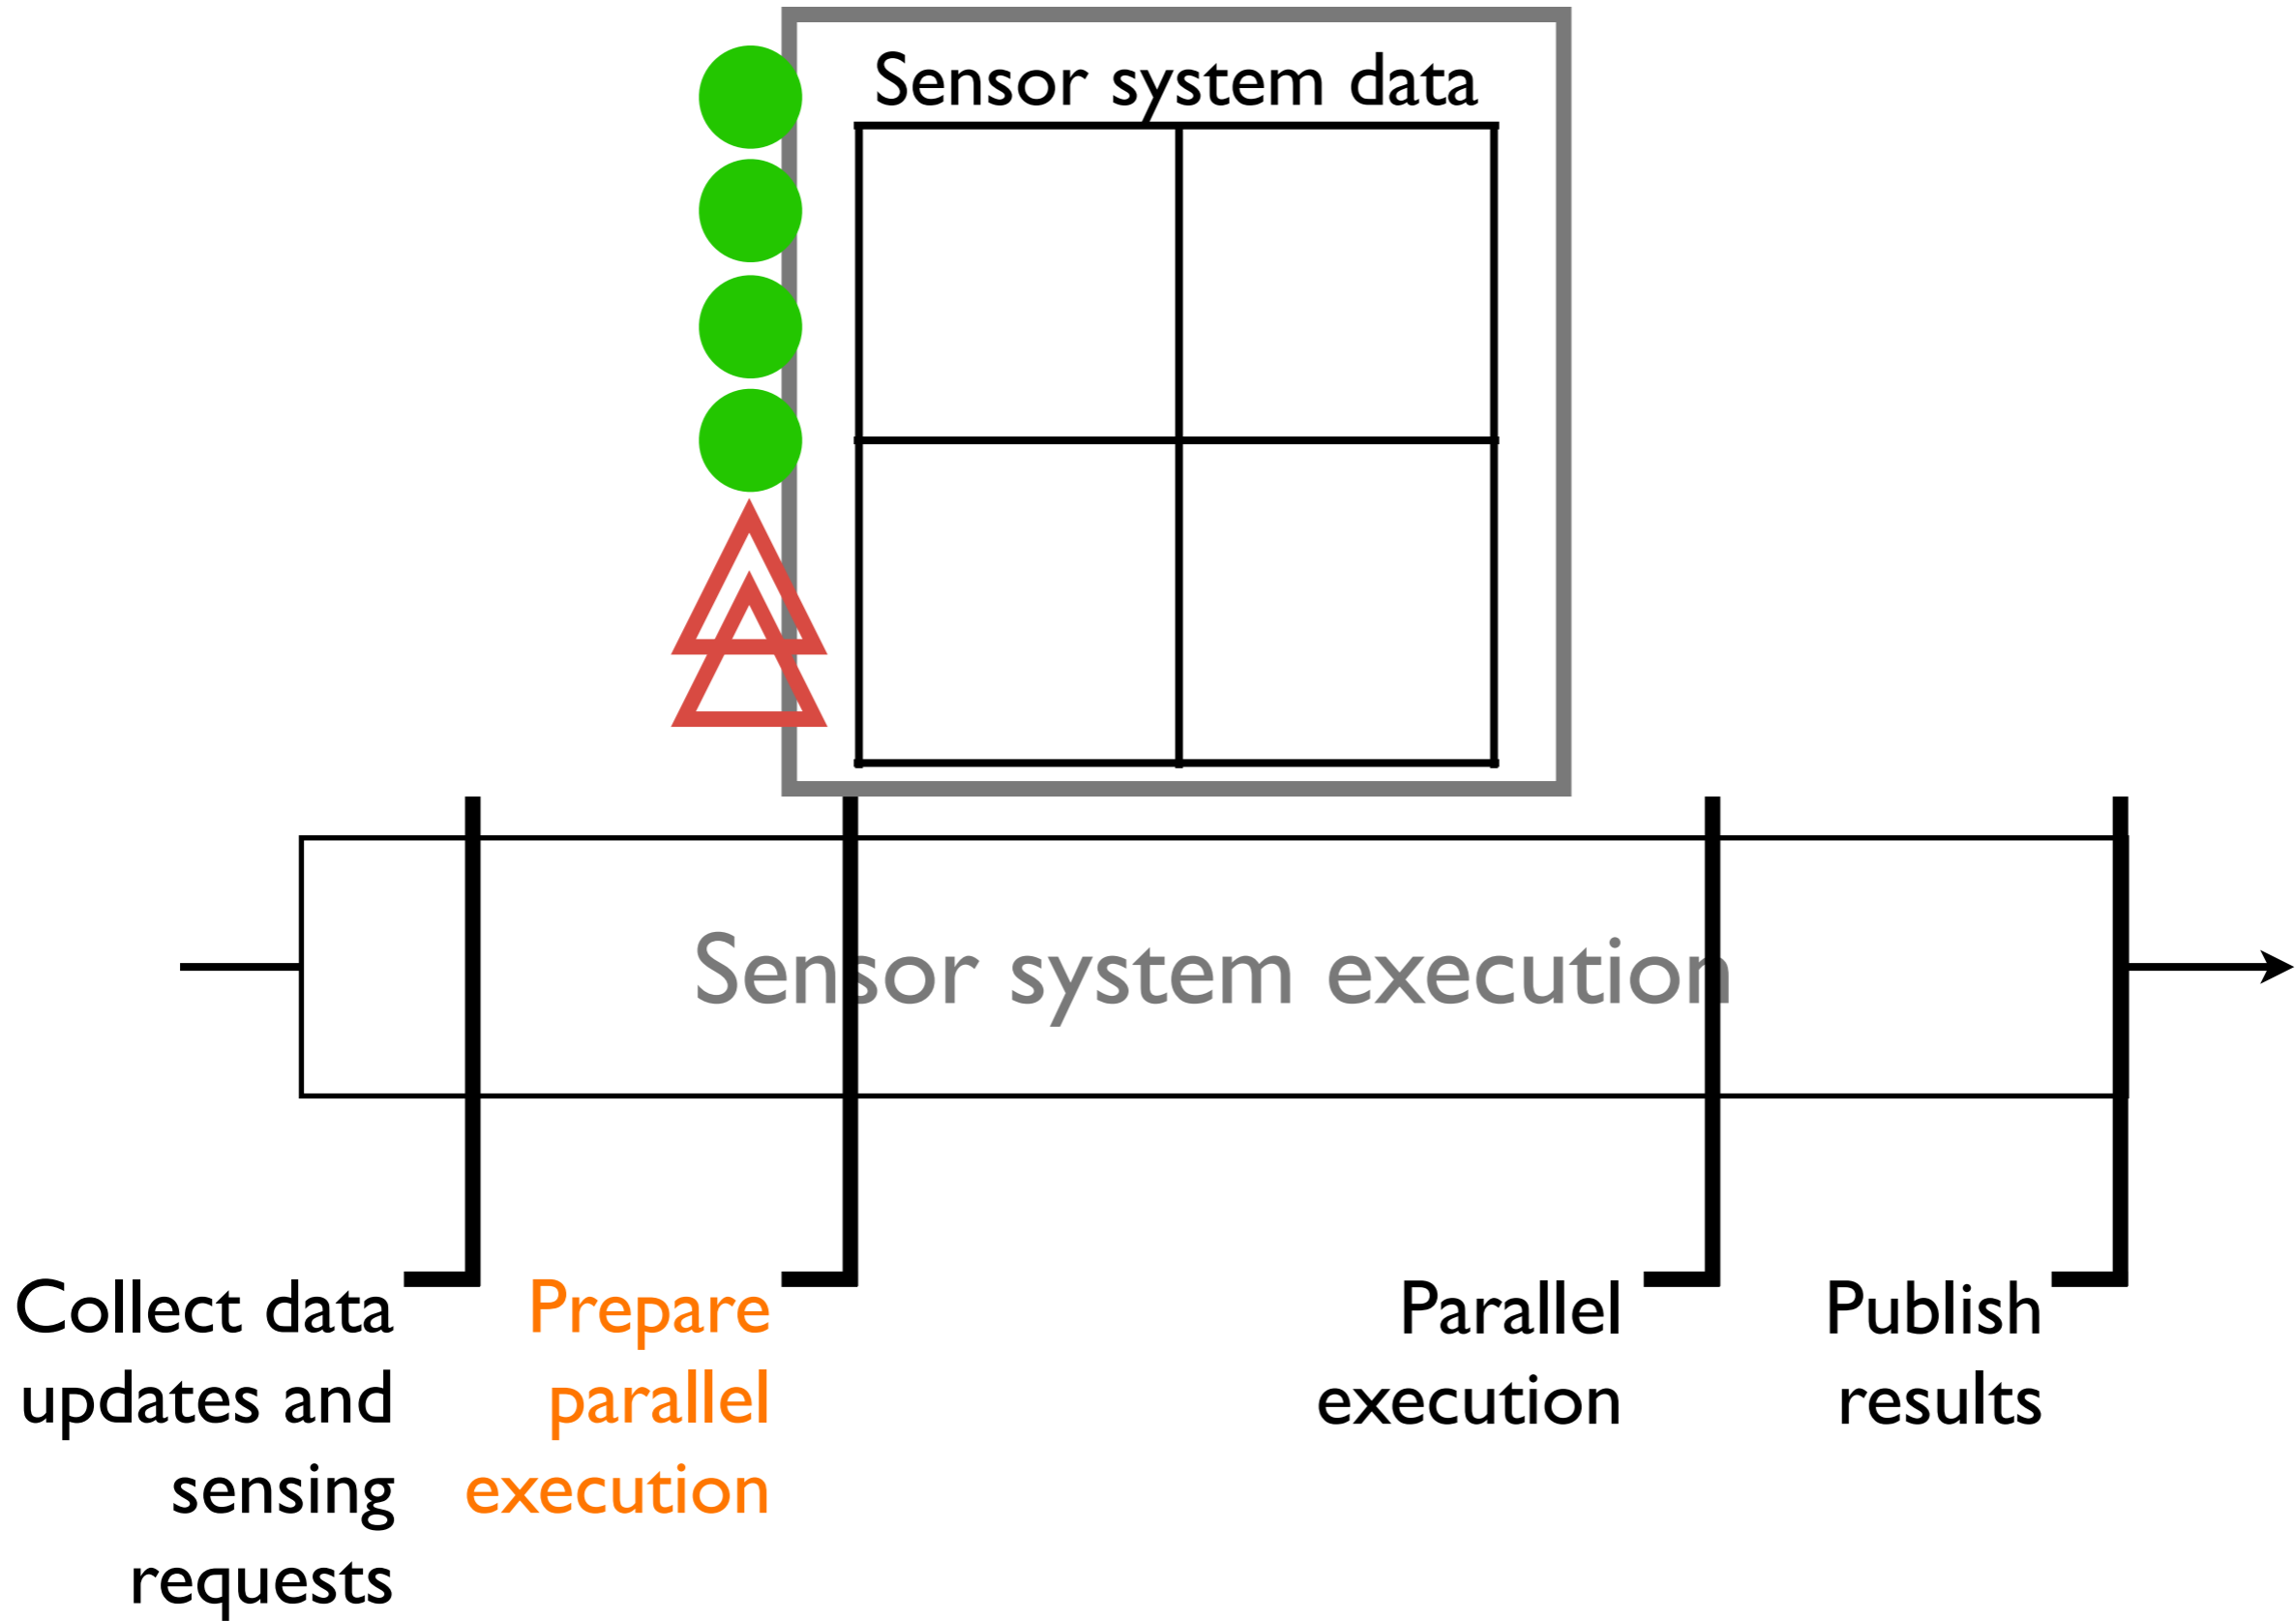 Sensor system data
Sensor system execution
Collect data
updates and
sensing
requests
Prepare
parallel
execution
Parallel
execution
Publish
results